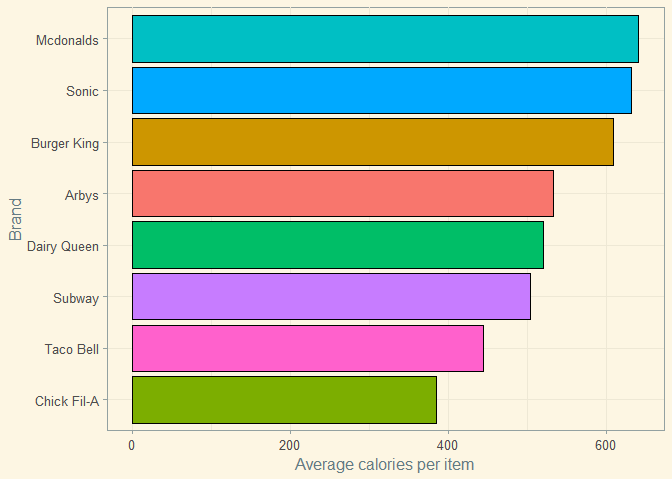 Mcdonalds
Sonic
Burger King
Arbys
Dairy Queen
Subway
Taco Bell
Chick Fil-A
Brand
0 200 400 600
Average calories per item